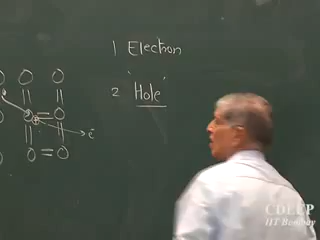 1 Electron
2 'Hole'
e⁻
CDEEP
IIT Bombay